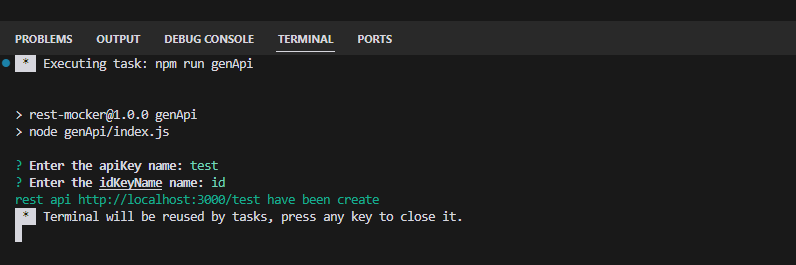 PROBLEMS OUTPUT DEBUG CONSOLE TERMINAL PORTS
* Executing task: npm run genApi
> rest-mocker@1.0.0 genApi
> node genApi/index.js
? Enter the apiKey name: test
? Enter the idKeyName name: id
rest api http://localhost:3000/test have been create
* Terminal will be reused by tasks, press any key to close it.